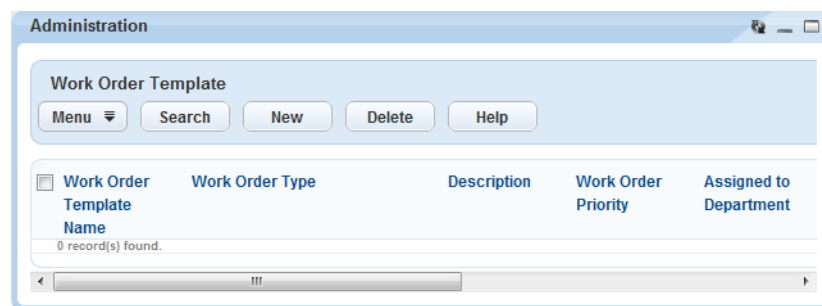 Administration
Work Order Template
Menu Search New Delete Help
Work Order Work Order Type Description Work Order Assigned to
Template Priority Department
Name
0 record(s) found.